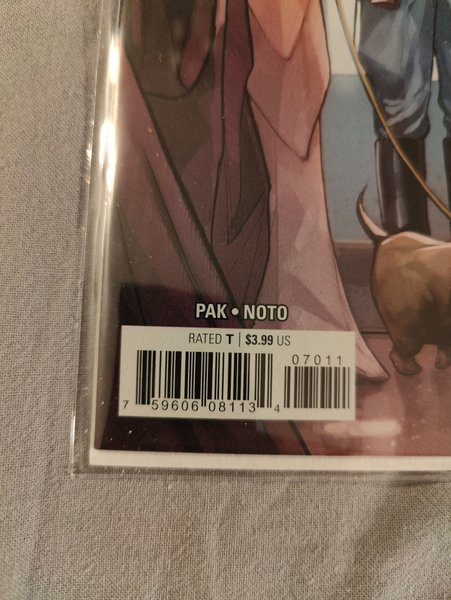 PAK • NOTO
RATED T | $3.99 US
07011
7 59606 08113 4